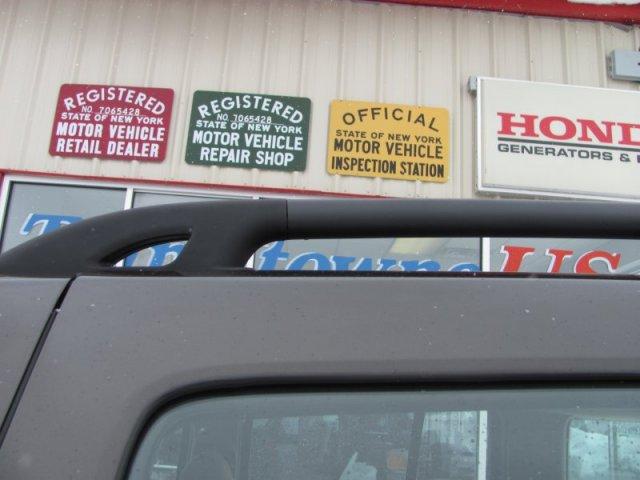 REGISTERED
NO 7065428
STATE OF NEW YORK
MOTOR VEHICLE
RETAIL DEALER
REGISTERED
NO 7065428
STATE OF NEW YORK
MOTOR VEHICLE
REPAIR SHOP
OFFICIAL
STATE OF NEW YORK
MOTOR VEHICLE
INSPECTION STATION
HOND
GENERATORS &
US